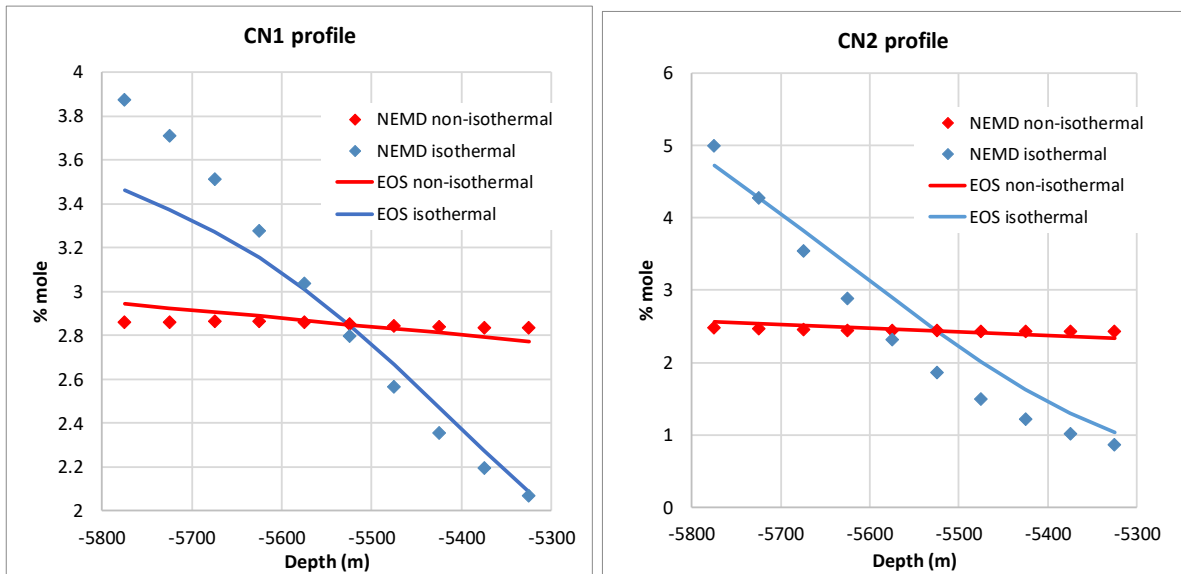 CN1 profile
4
3.8
3.6
3.4
3.2
3
2.8
2.6
2.4
2.2
2
% mole
NEMD non-isothermal
NEMD isothermal
EOS non-isothermal
EOS isothermal
-5800 -5700 -5600 -5500 -5400 -5300
Depth (m)
CN2 profile
6
5
4
3
2
1
0
% mole
NEMD non-isothermal
NEMD isothermal
EOS non-isothermal
EOS isothermal
-5800 -5700 -5600 -5500 -5400 -5300
Depth (m)